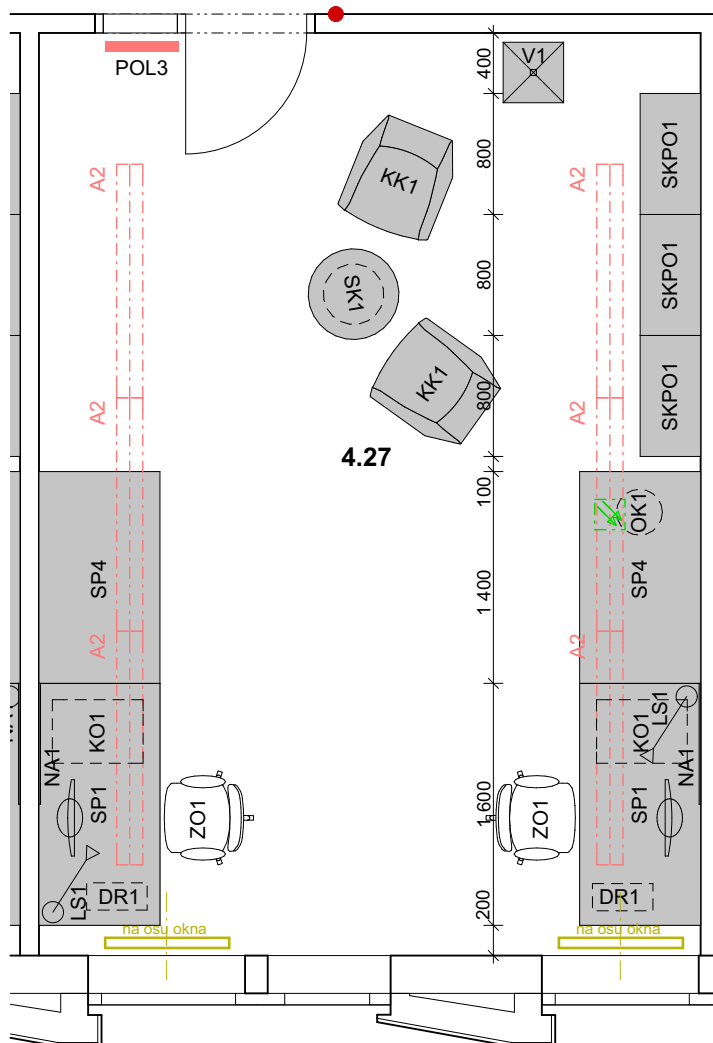 POL3
V1
400
A2
A2
800
SKPO1
KK1
SK1
800
SKPO1
KK1
800
SKPO1
A2
A2
4.27
100
OK1
SP4
1 400
SP4
A2
A2
KO1
LS1
KO1
NA1
NA1
SP1
ZO1
1 600
ZO1
SP1
LS1
DR1
200
DR1
na osu okna
na osu okna